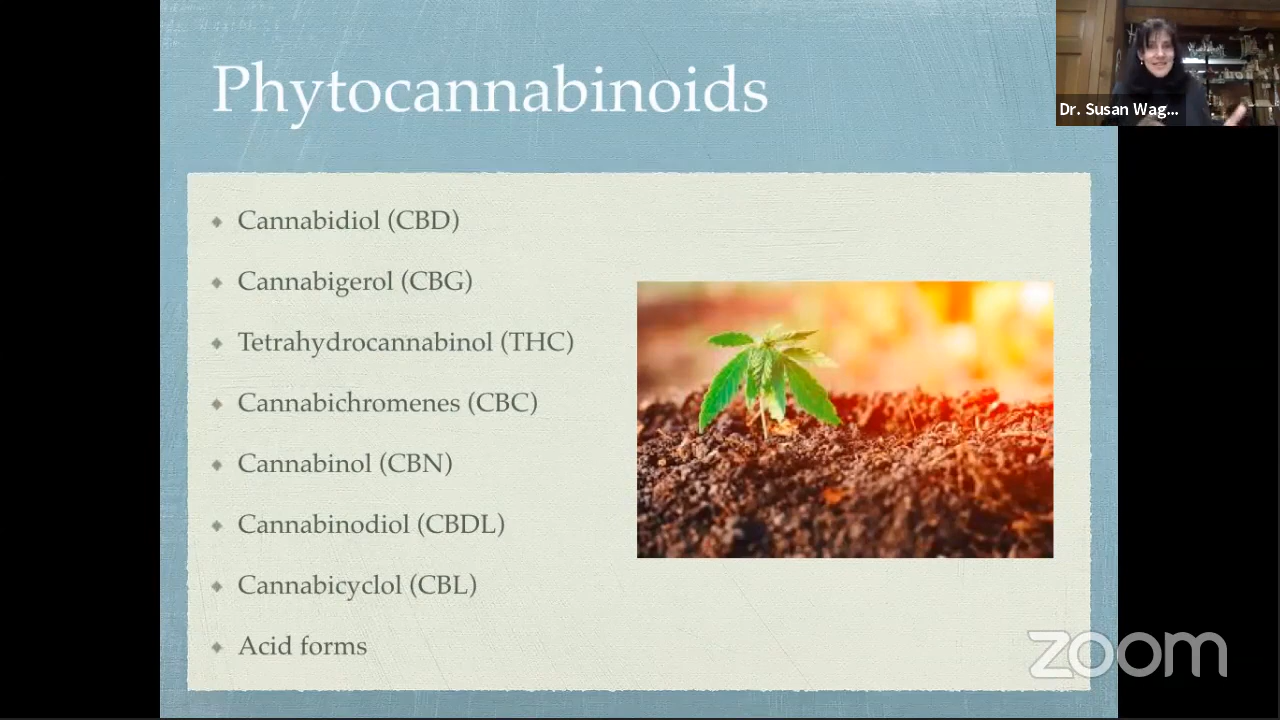 Phytocannabinoids
Dr. Susan Wag...
Cannabidiol (CBD)
Cannabigerol (CBG)
Tetrahydrocannabinol (THC)
Cannabichromenes (CBC)
Cannabinol (CBN)
Cannabinodiol (CBDL)
Cannabicyclol (CBL)
Acid forms
zoom